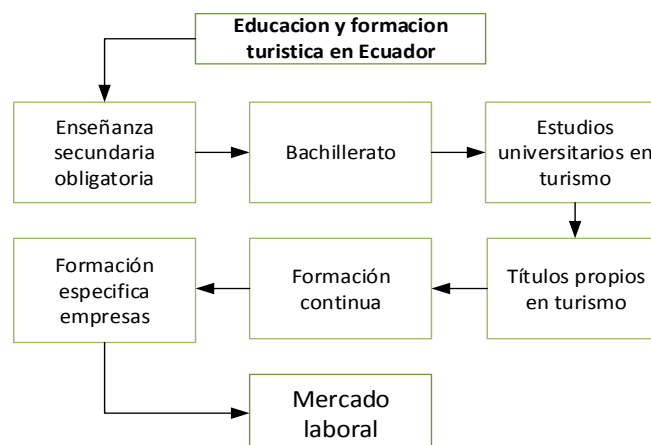 Educacion y formacion
turistica en Ecuador
Enseñanza
secundaria
obligatoria
Bachillerato
Estudios
universitarios en
turismo
Formación
especifica
empresas
Formación
continua
Títulos propios
en turismo
Mercado
laboral